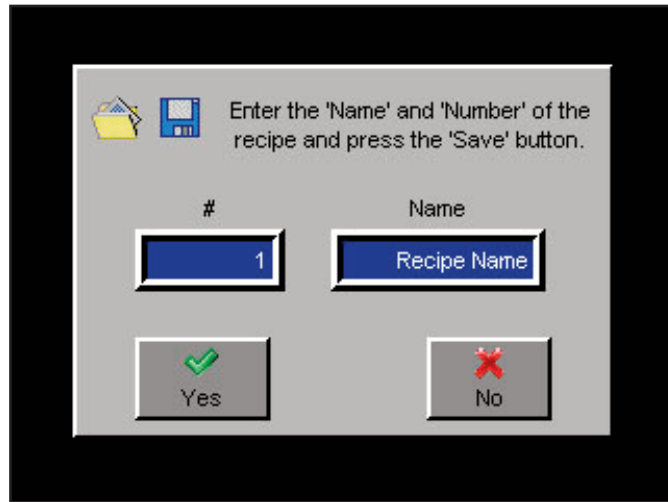 Enter the 'Name' and 'Number' of the
recipe and press the 'Save' button.
# Name
1 Recipe Name
Yes No